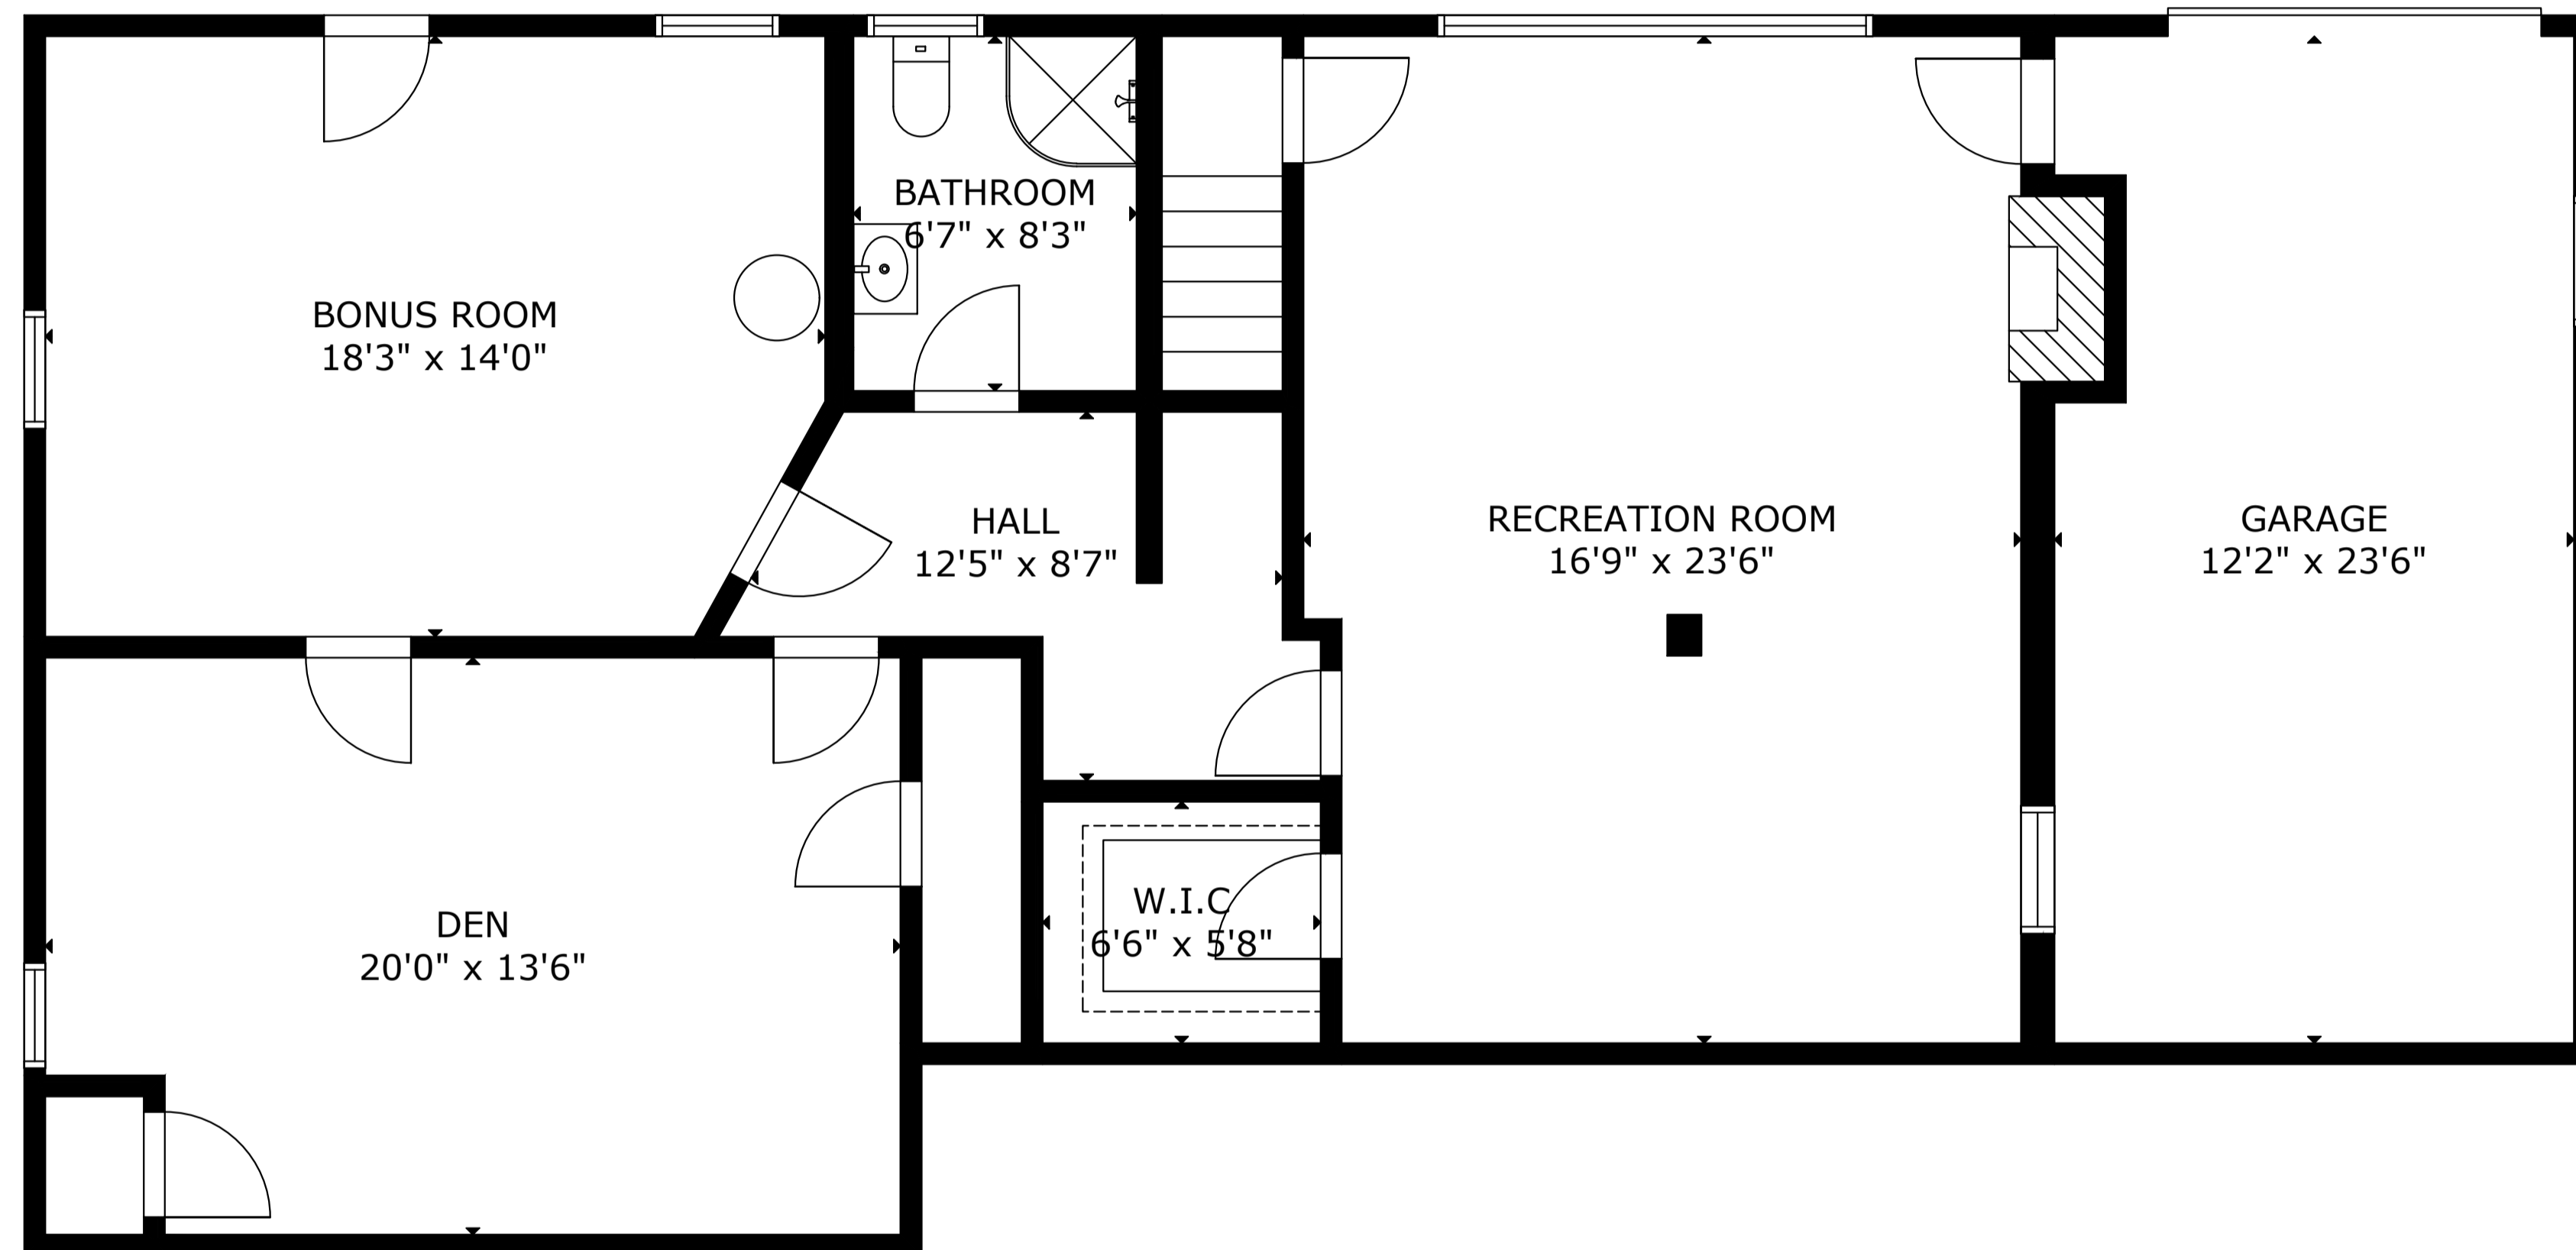 BATHROOM
6'7" x 8'3"
BONUS ROOM
18'3" x 14'0"
HALL
12'5" x 8'7"
RECREATION ROOM
16'9" x 23'6"
GARAGE
12'2" x 23'6"
W.I.C
6'6" x 5'8"
DEN
20'0" x 13'6"